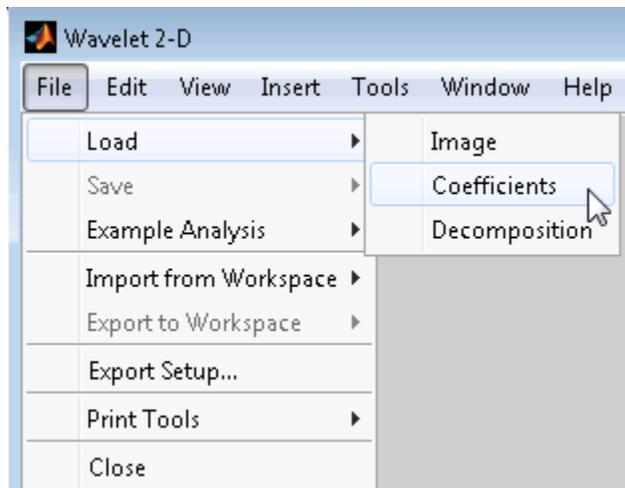 Wavelet 2-D
File Edit View Insert Tools Window Help
Load
Image
Save
Coefficients
Example Analysis
Decomposition
Import from Workspace
Export to Workspace
Export Setup...
Print Tools
Close